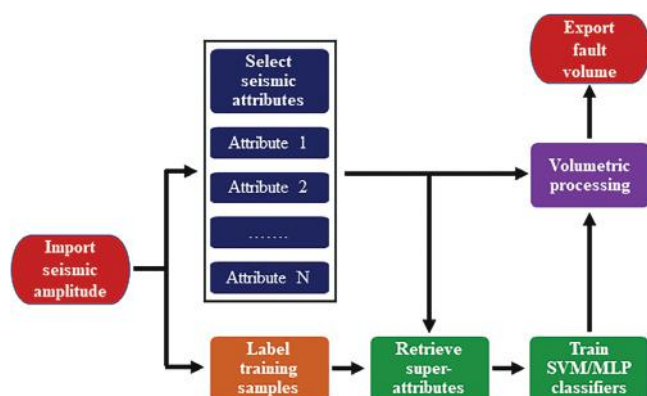 Import
seismic
amplitude
Select
seismic
attributes
Attribute 1
Attribute 2
.......
Attribute N
Label
training
samples
Retrieve
super-
attributes
Train
SVM/MLP
classifiers
Volumetric
processing
Export
fault
volume